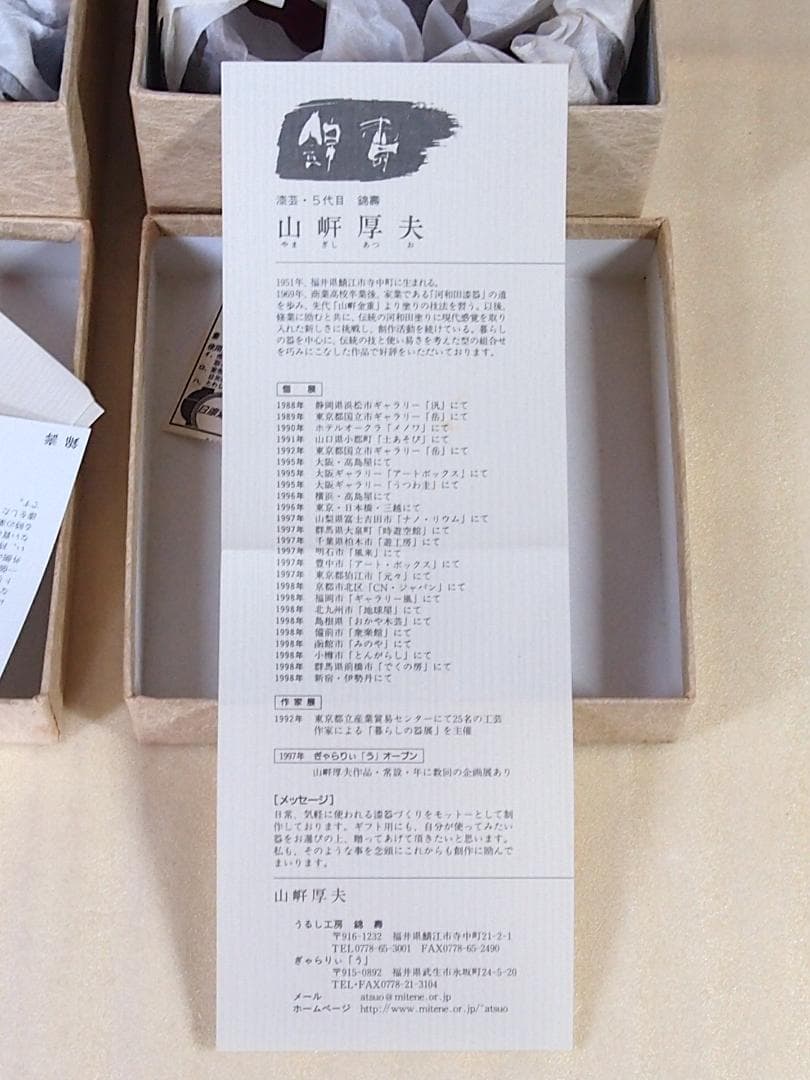 錦壽
漆芸・5代目 錦壽
山岍厚夫
やま ぎし あつ お
1951年、福井県鯖江市寺中町に生まれる。
1969年、商業高校卒業後、家業である「河和田漆器」の道
を歩み、先代「山岍金重」より塗りの技法を習う。以後、
修業に励むと共に、伝統の河和田塗りに現代感覚を取り
入れた新しさに挑戦し、創作活動を続けている。暮らし
の器を中心に、伝統の技と使い易さを考えた型の組合せ
を巧みにこなした作品で好評をいただいております。
個展
1988年 静岡県浜松市ギャラリー「汎」にて
1989年 東京都国立市ギャラリー「岳」にて
1990年 ホテルオークラ「メノワ」にて
1991年 山口県小郡町「土あそび」にて
1992年 東京都国立市ギャラリー「岳」にて
1995年 大阪・高島屋にて
1995年 大阪ギャラリー「アートボックス」にて
1995年 大阪ギャラリー「うつわ圭」にて
1996年 横浜・高島屋にて
1996年 東京・日本橋・三越にて
1997年 山梨県富士吉田市「ナノ・リウム」にて
1997年 群馬県大泉町「時遊空館」にて
1997年 千葉県柏木市「遊工房」にて
1997年 明石市「風来」にて
1997年 豊中市「アート・ボックス」にて
1997年 東京都狛江市「元々」にて
1998年 京都市北区「CN・ジャパン」にて
1998年 福岡市「ギャラリー風」にて
1998年 北九州市「地球屋」にて
1998年 島根県「おかや木芸」にて
1998年 備前市「衆楽館」にて
1998年 函館市「みのや」にて
1998年 小樽市「とんがらし」にて
1998年 群馬県前橋市「でくの房」にて
1998年 新宿・伊勢丹にて
作家展
1992年 東京都立産業貿易センターにて25名の工芸
作家による「暮らしの器展」を主催
1997年 ぎゃらりぃ「う」オープン
山岍厚夫作品・常設・年に数回の企画展あり
[メッセージ]
日常、気軽に使われる漆器づくりをモットーとして制
作しております。ギフト用にも、自分が使ってみたい
器をお選びの上、贈ってあげて頂きたいと思います。
私も、そのような事を念頭にこれからも創作に励んで
まいります。
山岍厚夫
うるし工房 錦壽
〒916-1232 福井県鯖江市寺中町21-2-1
TEL0778-65-3001 FAX0778-65-2490
ぎゃらりぃ「う」
〒915-0892 福井県武生市氷坂町24-5-20
TEL・FAX0778-21-3104
メール atsuo@mitene.or.jp
ホームページ http://www.mitene.or.jp/~atsuo